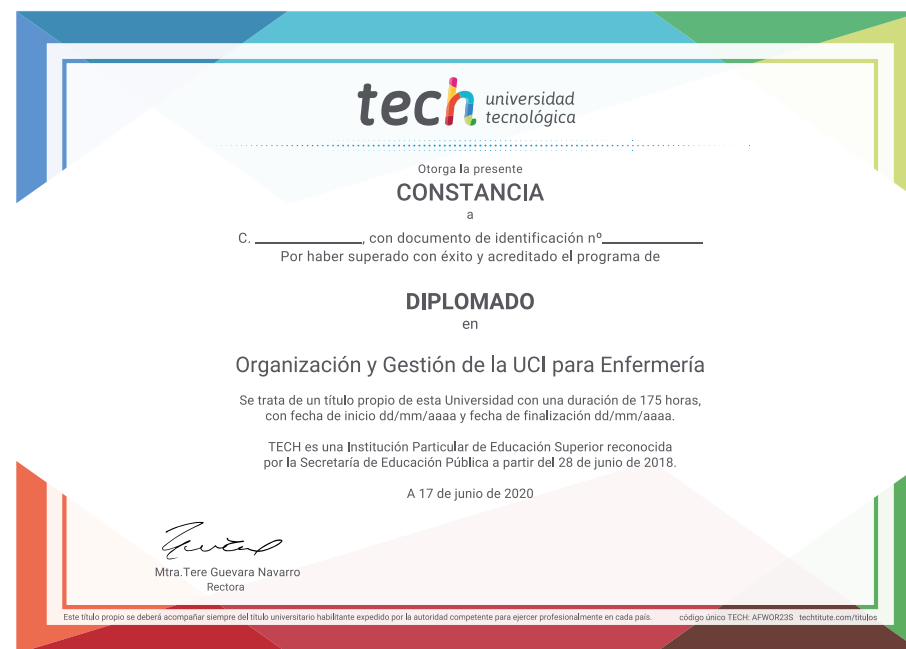 tech universidad
tecnológica
Otorga la presente
CONSTANCIA
a
C. ____________, con documento de identificación nº____________
Por haber superado con éxito y acreditado el programa de
DIPLOMADO
en
Organización y Gestión de la UCI para Enfermería
Se trata de un título propio de esta Universidad con una duración de 175 horas,
con fecha de inicio dd/mm/aaaa y fecha de finalización dd/mm/aaaa.
TECH es una Institución Particular de Educación Superior reconocida
por la Secretaría de Educación Pública a partir del 28 de junio de 2018.
A 17 de junio de 2020
Mtra.Tere Guevara Navarro
Rectora
Este título propio se deberá acompañar siempre del título universitario habilitante expedido por la autoridad competente para ejercer profesionalmente en cada país. código único TECH: AFWOR23S techtitute.com/titulos